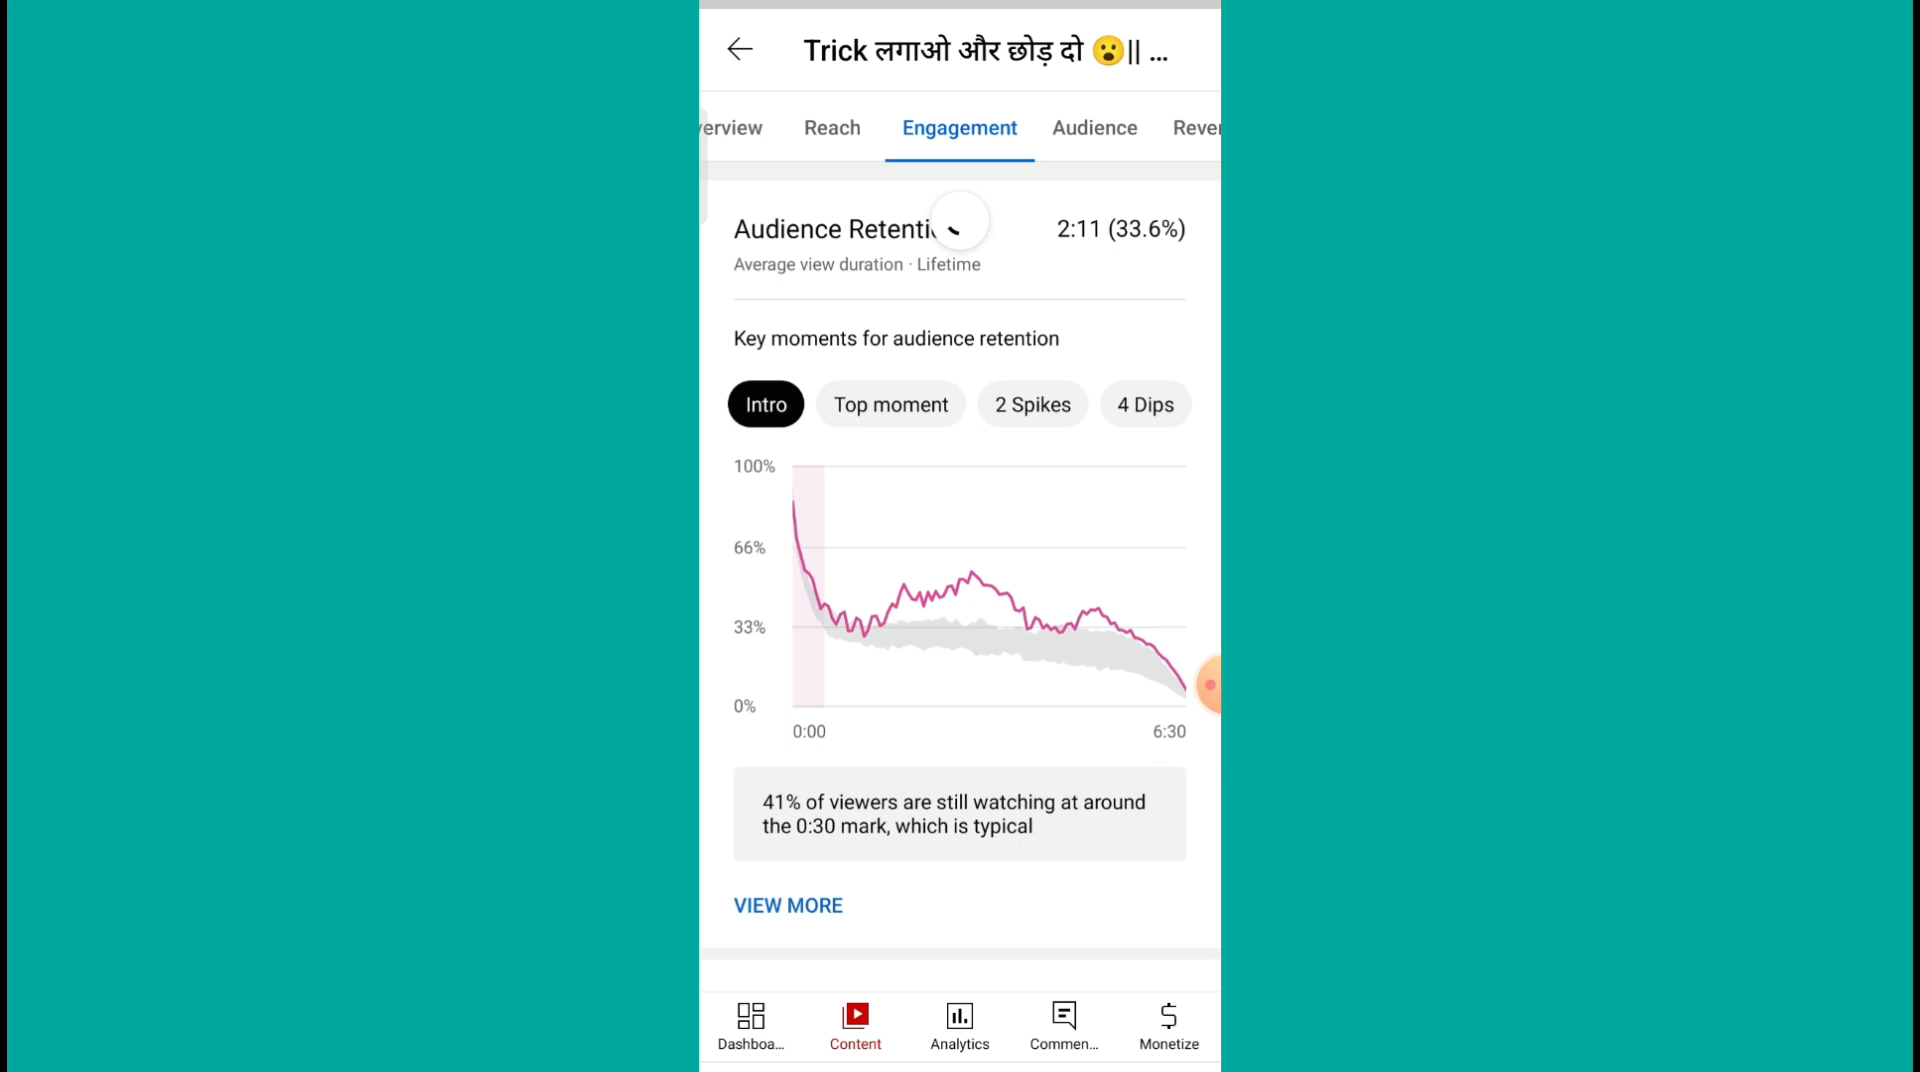 Trick लगाओ और छोड़ दो 😮|| ...
erview Reach Engagement Audience Rever
Audience Retenti 2:11 (33.6%)
Average view duration · Lifetime
Key moments for audience retention
Intro Top moment 2 Spikes 4 Dips
100%
66%
33%
0%
0:00 6:30
41% of viewers are still watching at around
the 0:30 mark, which is typical
VIEW MORE
Dashboa... Content Analytics Commen... Monetize